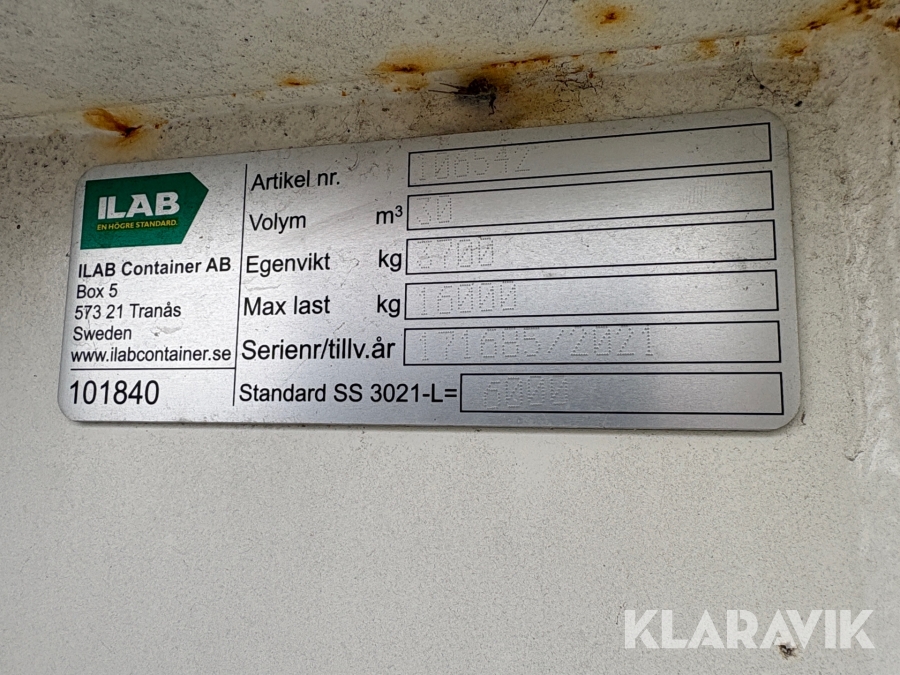 ILAB
EN HÖGRE STANDARD.
ILAB Container AB
Box 5
573 21 Tranås
Sweden
www.ilabcontainer.se
101840
Artikel nr. 106542
Volym m³ 30
Egenvikt kg 6700
Max last kg 16000
Serienr/tillv.år 171685/2021
Standard SS 3021-L= 6000
KLARAVIK